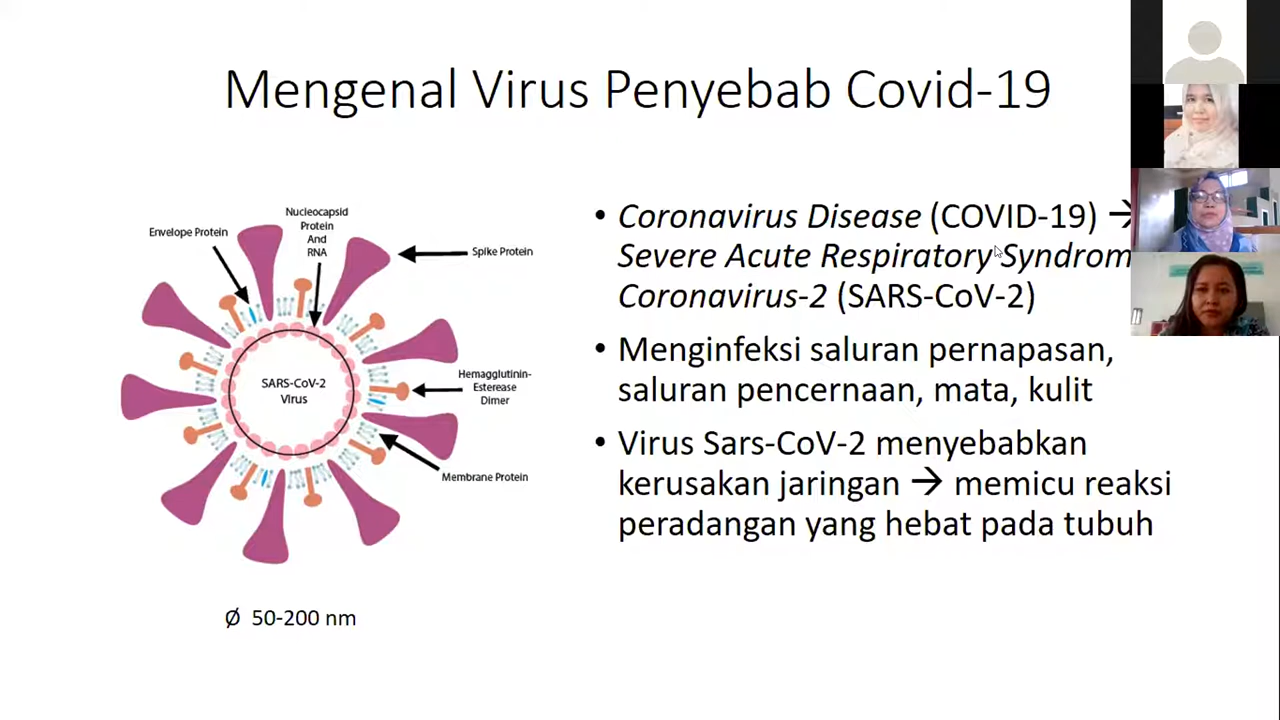 Mengenal Virus Penyebab Covid-19
Envelope Protein
Nucleocapsid
Protein
And
RNA
Spike Protein
SARS-CoV-2
Virus
Hemagglutinin-
Esterease
Dimer
Membrane Protein
Ø 50-200 nm
• Coronavirus Disease (COVID-19) →
Severe Acute Respiratory Syndrom
Coronavirus-2 (SARS-CoV-2)
• Menginfeksi saluran pernapasan,
saluran pencernaan, mata, kulit
• Virus Sars-CoV-2 menyebabkan
kerusakan jaringan → memicu reaksi
peradangan yang hebat pada tubuh